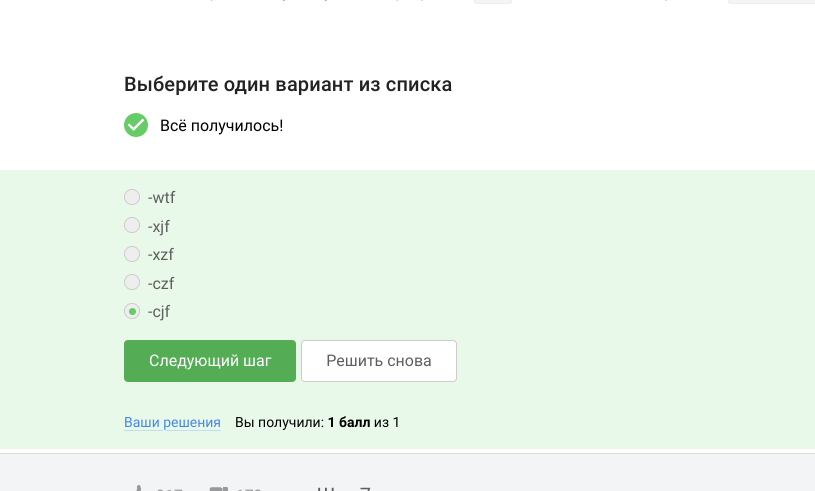 Выберите один вариант из списка
Всё получилось!
-wtf
-xjf
-xzf
-czf
-cjf
Следующий шаг Решить снова
Ваши решения Вы получили: 1 балл из 1